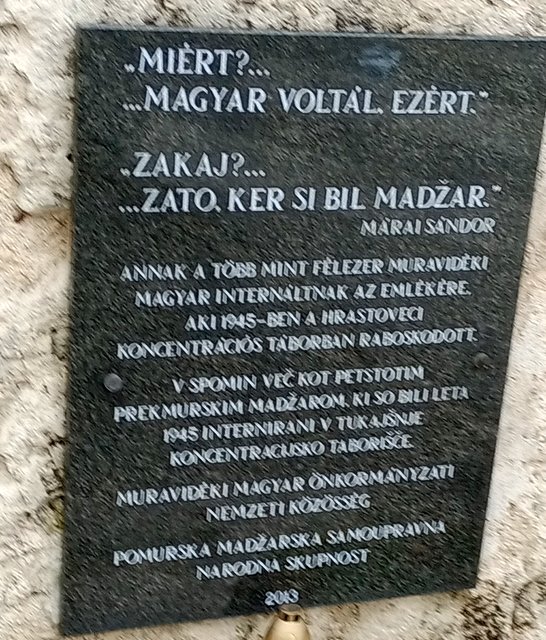 „MIÉRT?...
...MAGYAR VOLTÁL, EZÉRT."
„ZAKAJ?...
...ZATO, KER SI BIL MADŽAR."
MÁRAI SÁNDOR
ANNAK A TÖBB MINT FÉLEZER MURAVIDÉKI
MAGYAR INTERNÁLTNAK AZ EMLÉKÉRE,
AKI 1945-BEN A HRASTOVECI
KONCENTRÁCIÓS TÁBORBAN RABOSKODOTT.
V SPOMIN VEČ KOT PETSTOTIM
PREKMURSKIM MADŽAROM, KI SO BILI LETA
1945 INTERNIRANI V TUKAJŠNJE
KONCENTRACIJSKO TABORIŠČE.
MURAVIDÉKI MAGYAR ÖNKORMÁNYZATI
NEMZETI KÖZÖSSÉG
POMURSKA MADŽARSKA SAMOUPRAVNA
NARODNA SKUPNOST
2013